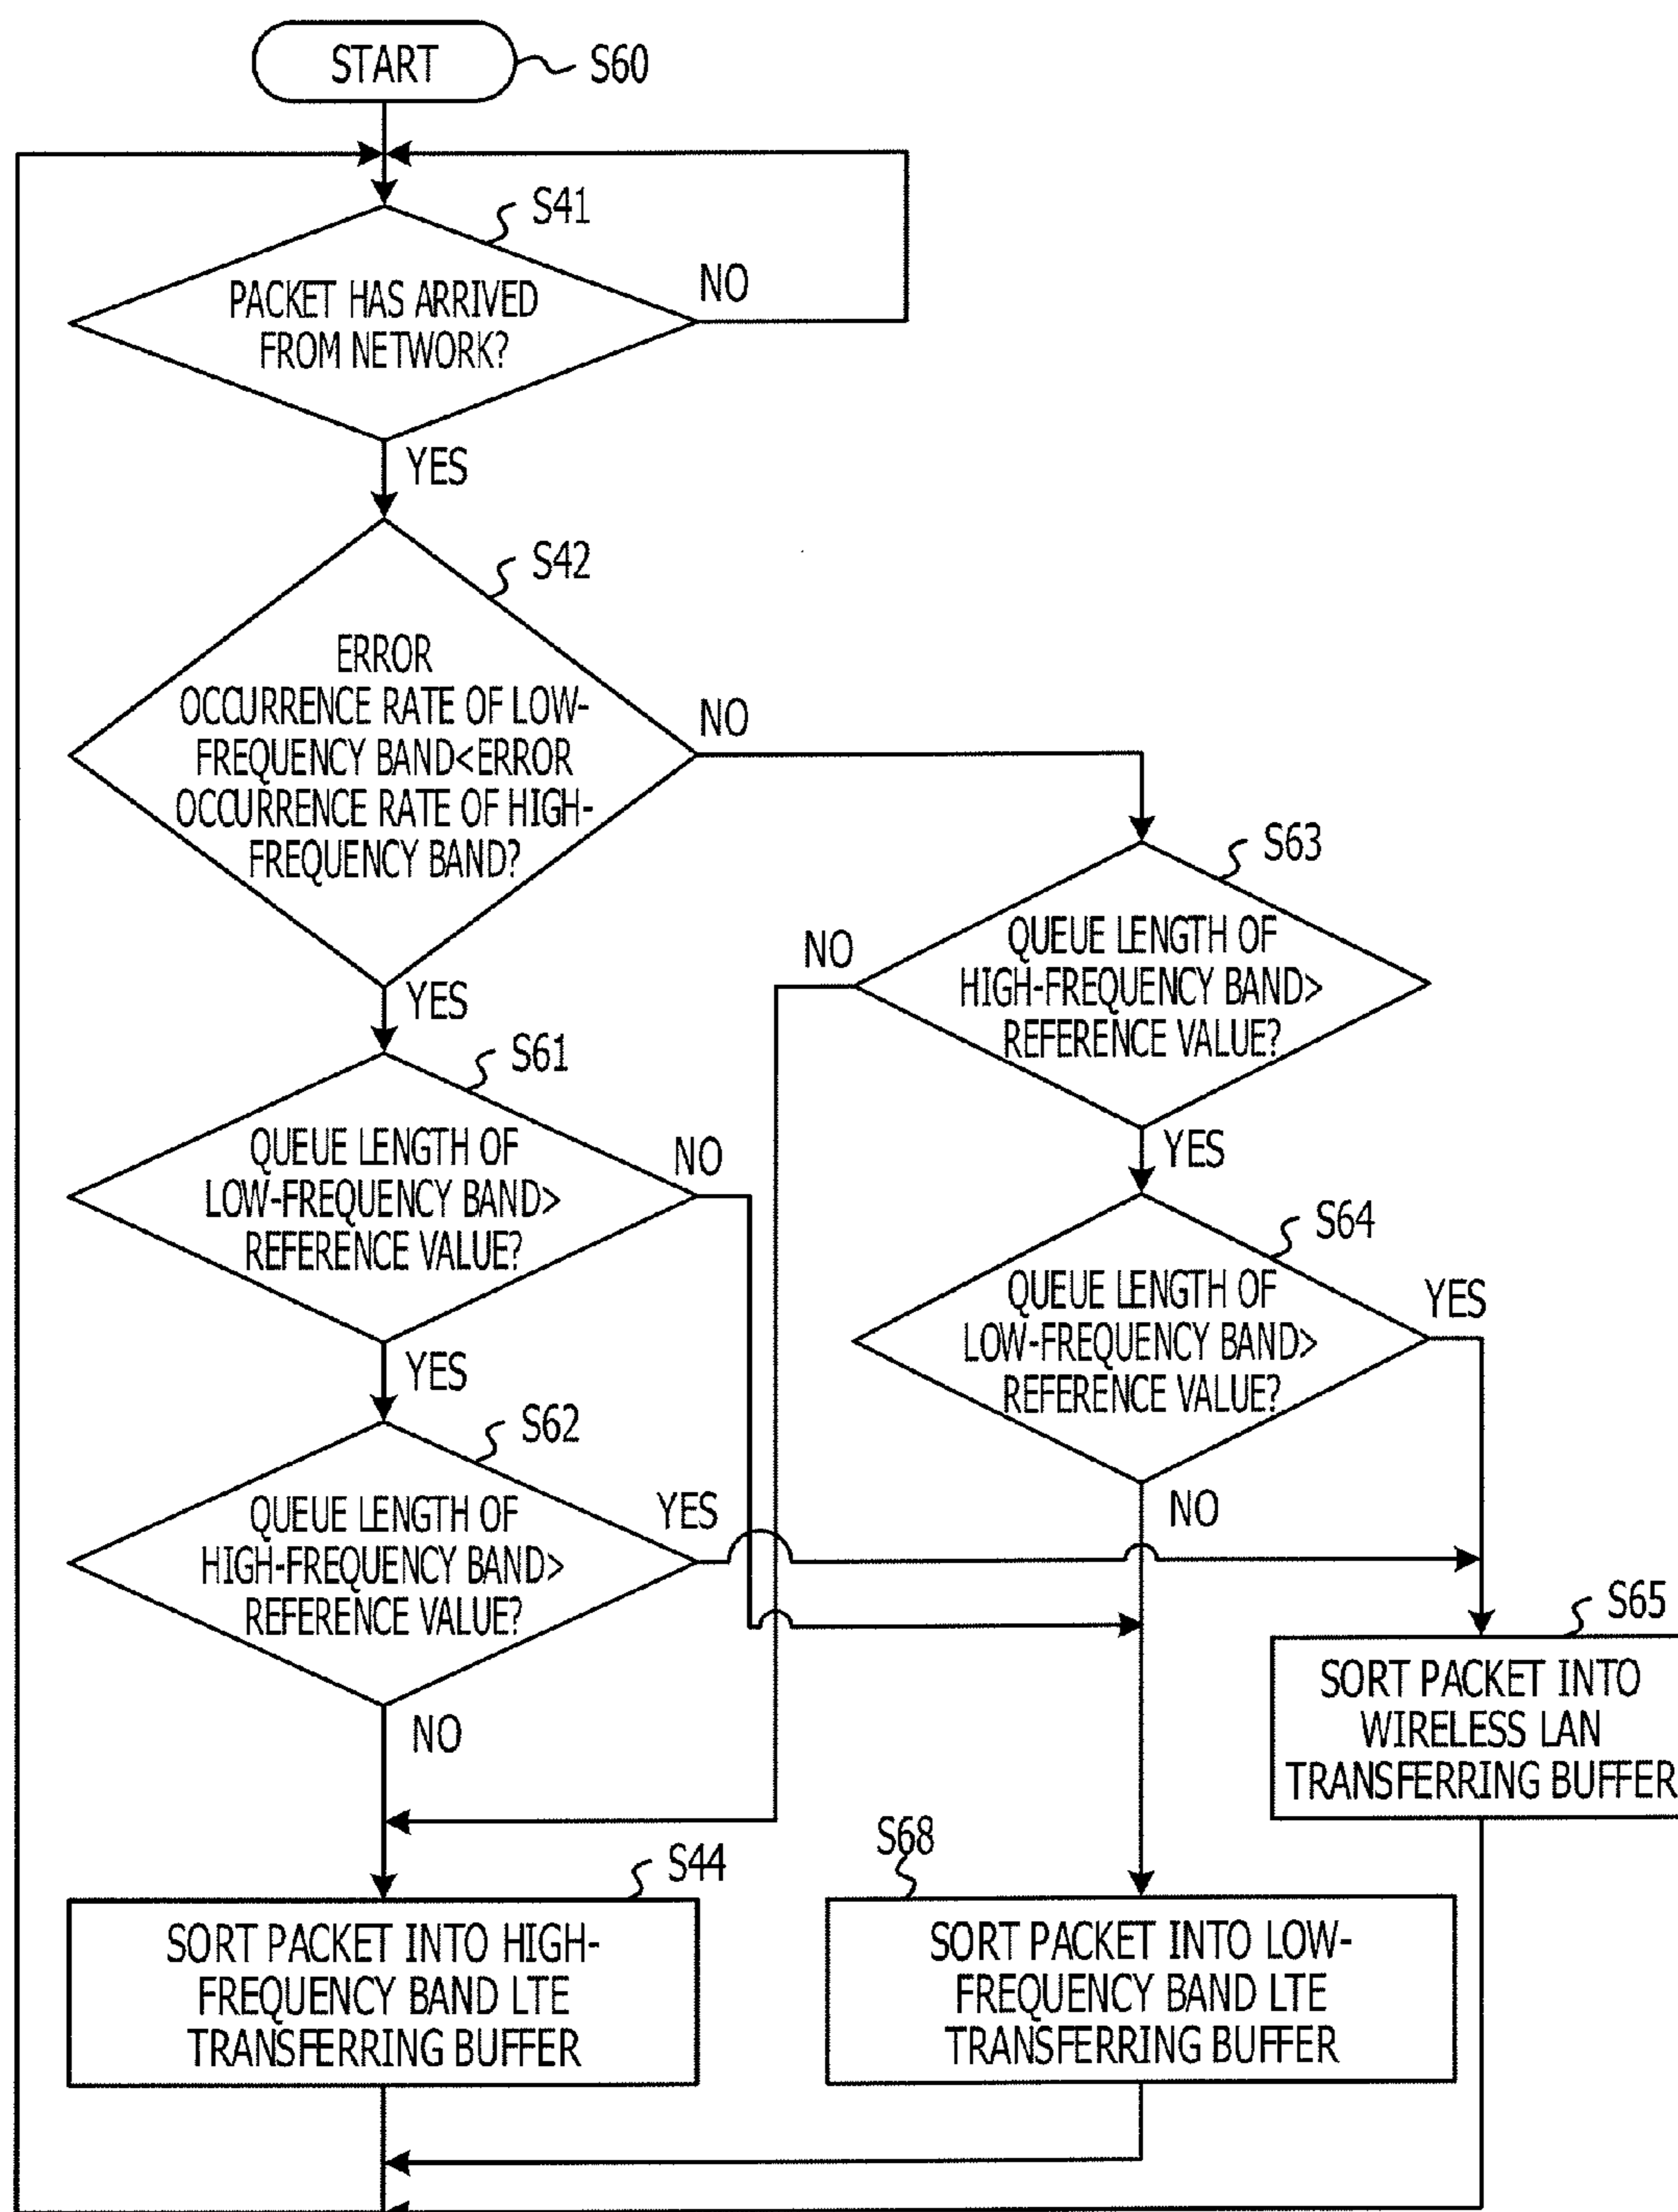 START
S60
S41
PACKET HAS ARRIVED
FROM NETWORK?
NO
YES
S42
ERROR
OCCURRENCE RATE OF LOW-
FREQUENCY BAND<ERROR
OCCURRENCE RATE OF HIGH-
FREQUENCY BAND?
NO
YES
S63
QUEUE LENGTH OF
HIGH-FREQUENCY BAND>
REFERENCE VALUE?
NO
YES
S61
QUEUE LENGTH OF
LOW-FREQUENCY BAND>
REFERENCE VALUE?
NO
YES
S64
QUEUE LENGTH OF
LOW-FREQUENCY BAND>
REFERENCE VALUE?
YES
NO
S62
QUEUE LENGTH OF
HIGH-FREQUENCY BAND>
REFERENCE VALUE?
YES
NO
S65
SORT PACKET INTO
WIRELESS LAN
TRANSFERRING BUFFER
S44
SORT PACKET INTO HIGH-
FREQUENCY BAND LTE
TRANSFERRING BUFFER
S68
SORT PACKET INTO LOW-
FREQUENCY BAND LTE
TRANSFERRING BUFFER